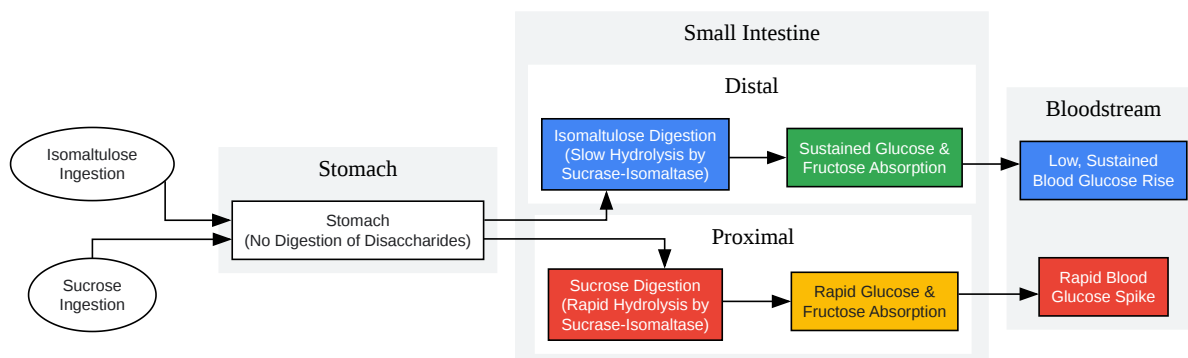 Small Intestine
Distal
Bloodstream
Isomaltulose
Ingestion
Stomach
Isomaltulose Digestion
(Slow Hydrolysis by
Sucrase-Isomaltase)
Sustained Glucose &
Fructose Absorption
Low, Sustained
Blood Glucose Rise
Stomach
(No Digestion of Disaccharides)
Proximal
Sucrose
Ingestion
Sucrose Digestion
(Rapid Hydrolysis by
Sucrase-Isomaltase)
Rapid Glucose &
Fructose Absorption
Rapid Blood
Glucose Spike